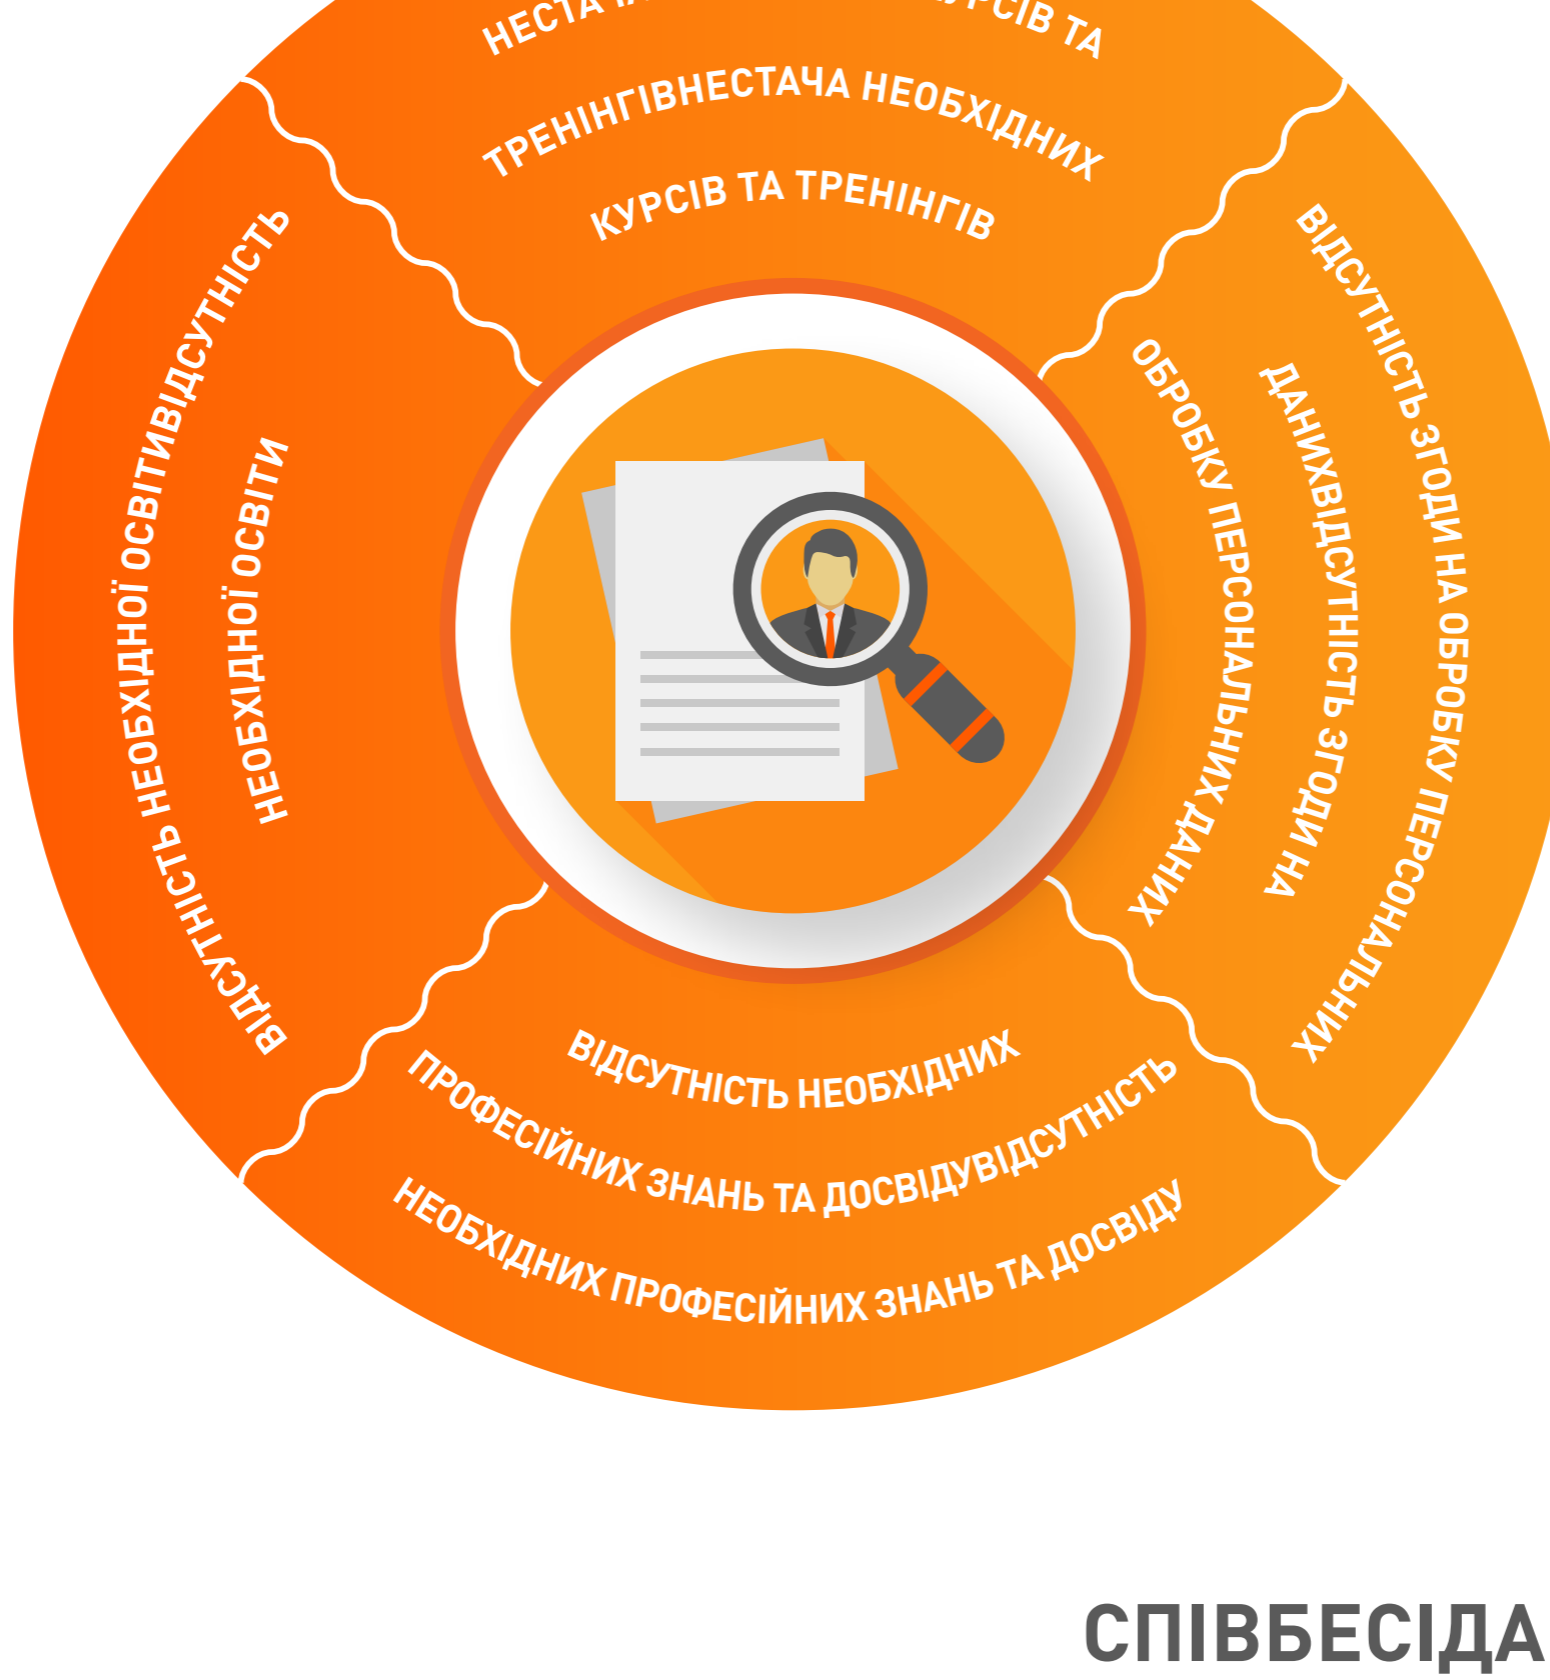 ТА
ТРЕНІНГІВНЕСТАЧА НЕОБХІДНИХ
КУРСІВ ТА ТРЕНІНГІВ
ВІДСУТНІСТЬ НЕОБХІДНОЇ ОСВІТИВІДСУТНІСТЬ
НЕОБХІДНОЇ ОСВІТИ
ВІДСУТНІСТЬ ЗГОДИ НА ОБРОБКУ ПЕРСОНАЛЬНИХ
ДАНИХВІДСУТНІСТЬ ЗГОДИ НА
ОБРОБКУ ПЕРСОНАЛЬНИХ ДАНИХ
ВІДСУТНІСТЬ НЕОБХІДНИХ
ПРОФЕСІЙНИХ ЗНАНЬ ТА ДОСВІДУВІДСУТНІСТЬ
НЕОБХІДНИХ ПРОФЕСІЙНИХ ЗНАНЬ ТА ДОСВІДУ
СПІВБЕСІДА